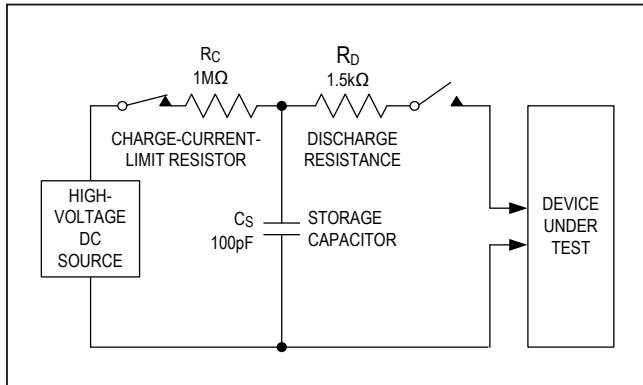 RC
1MΩ
CHARGE-CURRENT-
LIMIT RESISTOR
RD
1.5kΩ
DISCHARGE
RESISTANCE
HIGH-
VOLTAGE
DC
SOURCE
CS
100pF
STORAGE
CAPACITOR
DEVICE
UNDER
TEST